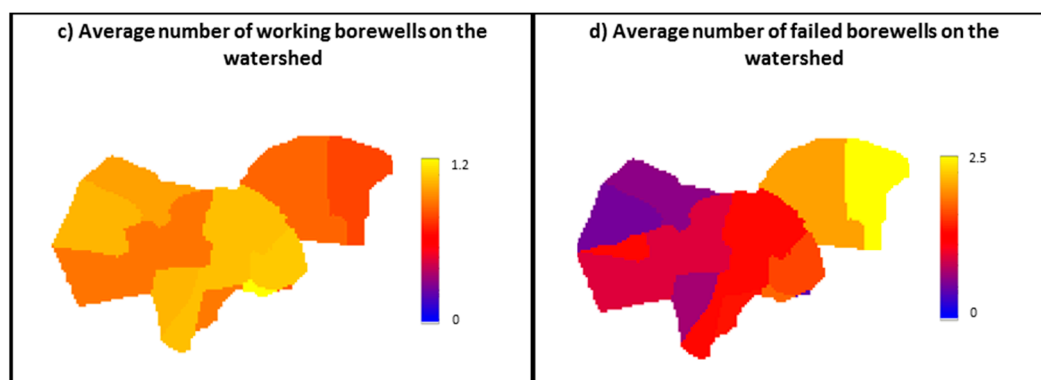 c) Average number of working borewells on the
watershed
1.2
0
d) Average number of failed borewells on the
watershed
2.5
0